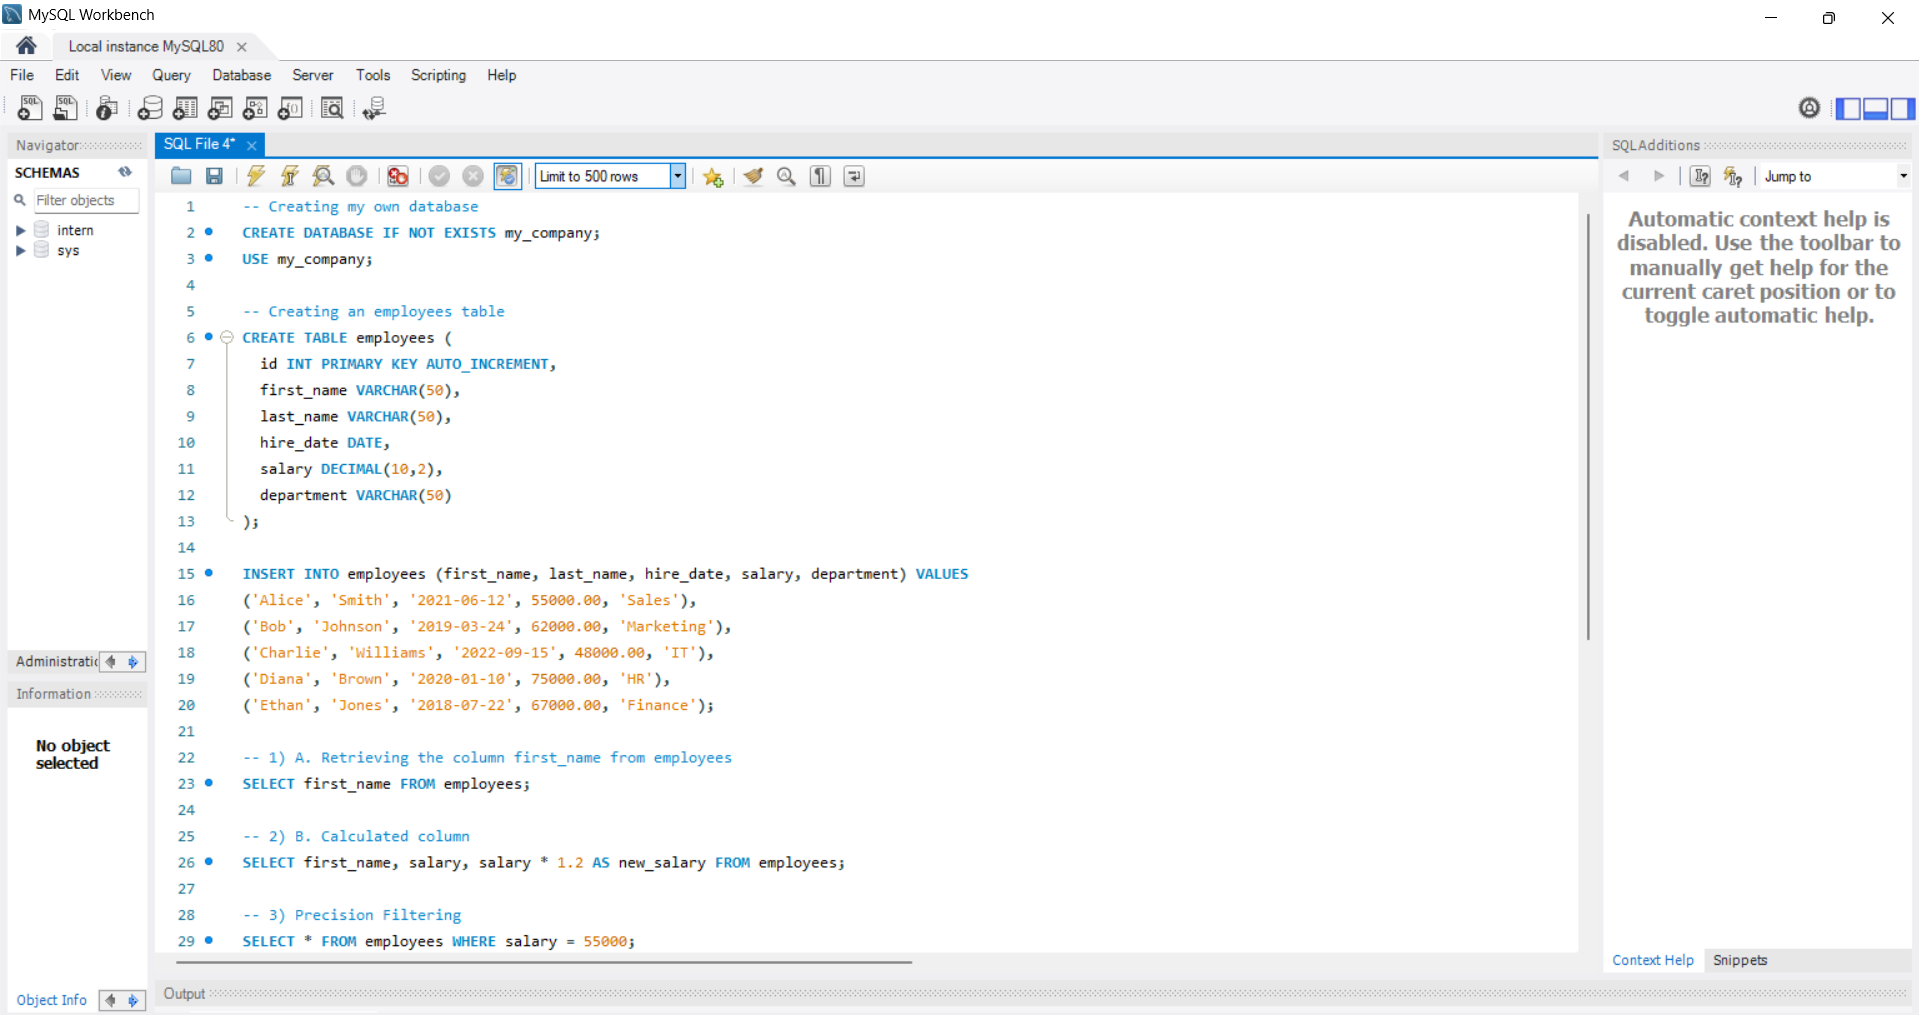 MySQL Workbench
Local instance MySQL80
File Edit View Query Database Server Tools Scripting Help
Navigator
SCHEMAS
Filter objects
intern
sys
Administratic
Information
No object
selected
Object Info
SQL File 4*
Limit to 500 rows
1 -- Creating my own database
2 CREATE DATABASE IF NOT EXISTS my_company;
3 USE my_company;
4
5 -- Creating an employees table
6 CREATE TABLE employees (
7 id INT PRIMARY KEY AUTO_INCREMENT,
8 first_name VARCHAR(50),
9 last_name VARCHAR(50),
10 hire_date DATE,
11 salary DECIMAL(10,2),
12 department VARCHAR(50)
13 );
14
15 INSERT INTO employees (first_name, last_name, hire_date, salary, department) VALUES
16 ('Alice', 'Smith', '2021-06-12', 55000.00, 'Sales'),
17 ('Bob', 'Johnson', '2019-03-24', 62000.00, 'Marketing'),
18 ('Charlie', 'Williams', '2022-09-15', 48000.00, 'IT'),
19 ('Diana', 'Brown', '2020-01-10', 75000.00, 'HR'),
20 ('Ethan', 'Jones', '2018-07-22', 67000.00, 'Finance');
21
22 -- 1) A. Retrieving the column first_name from employees
23 SELECT first_name FROM employees;
24
25 -- 2) B. Calculated column
26 SELECT first_name, salary, salary * 1.2 AS new_salary FROM employees;
27
28 -- 3) Precision Filtering
29 SELECT * FROM employees WHERE salary = 55000;
Output
SQLAdditions
Jump to
Automatic context help is
disabled. Use the toolbar to
manually get help for the
current caret position or to
toggle automatic help.
Context Help Snippets